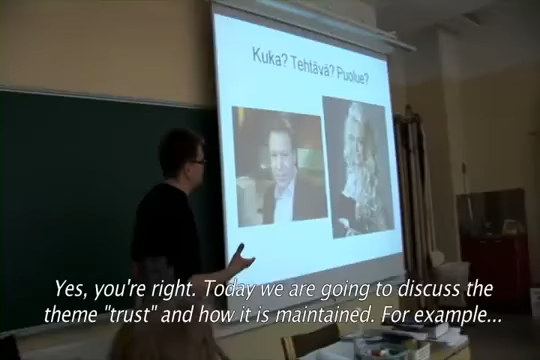 Kuka? Tehtävä? Puolue?
Yes, you're right. Today we are going to discuss the
theme "trust" and how it is maintained. For example...